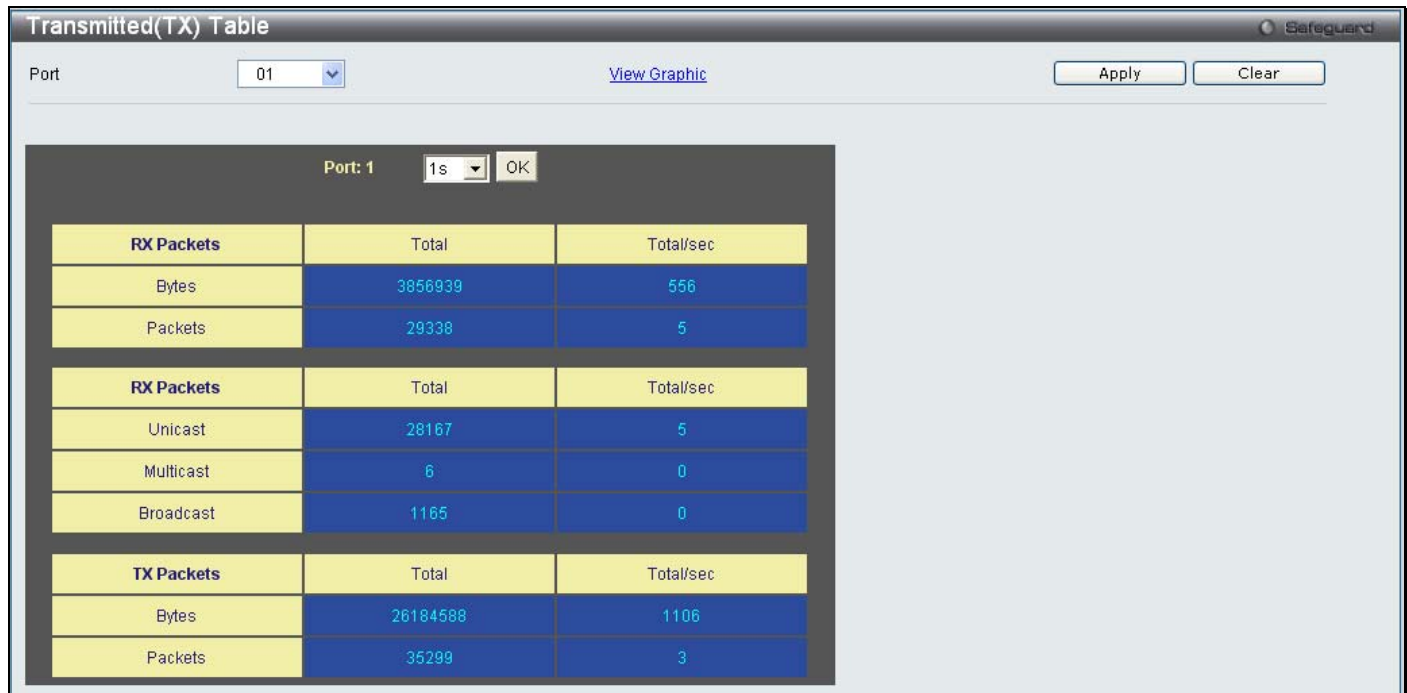 Transmitted(TX) Table Safeguard
Port 01 View Graphic Apply Clear
Port: 1 1s OK
RX Packets Total Total/sec
Bytes 3856939 556
Packets 29338 5
RX Packets Total Total/sec
Unicast 28167 5
Multicast 6 0
Broadcast 1165 0
TX Packets Total Total/sec
Bytes 26184588 1106
Packets 35299 3